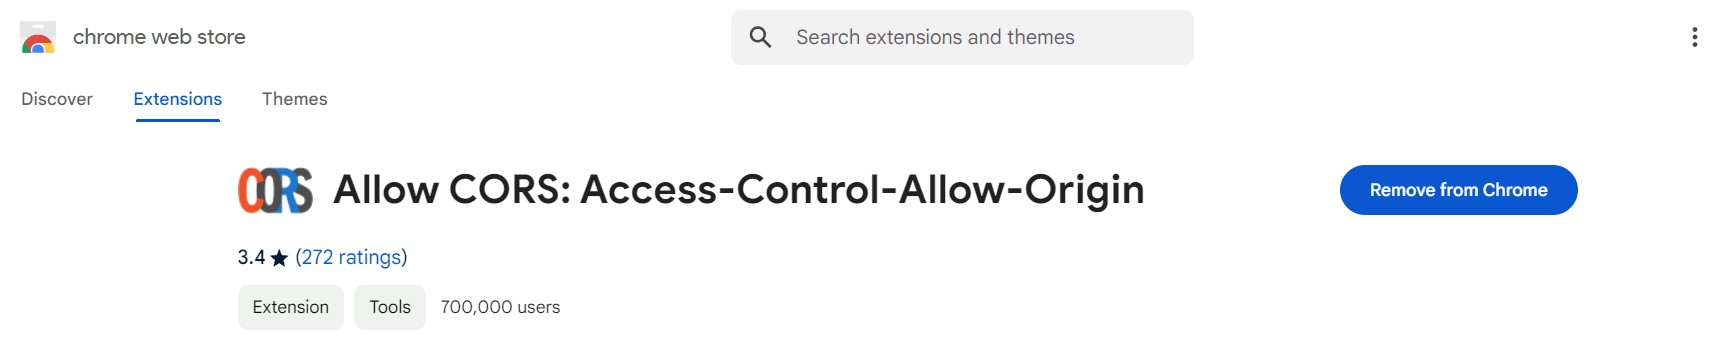 chrome web store
Search extensions and themes
Discover Extensions Themes
CORS Allow CORS: Access-Control-Allow-Origin
Remove from Chrome
3.4★ (272 ratings)
Extension Tools 700,000 users